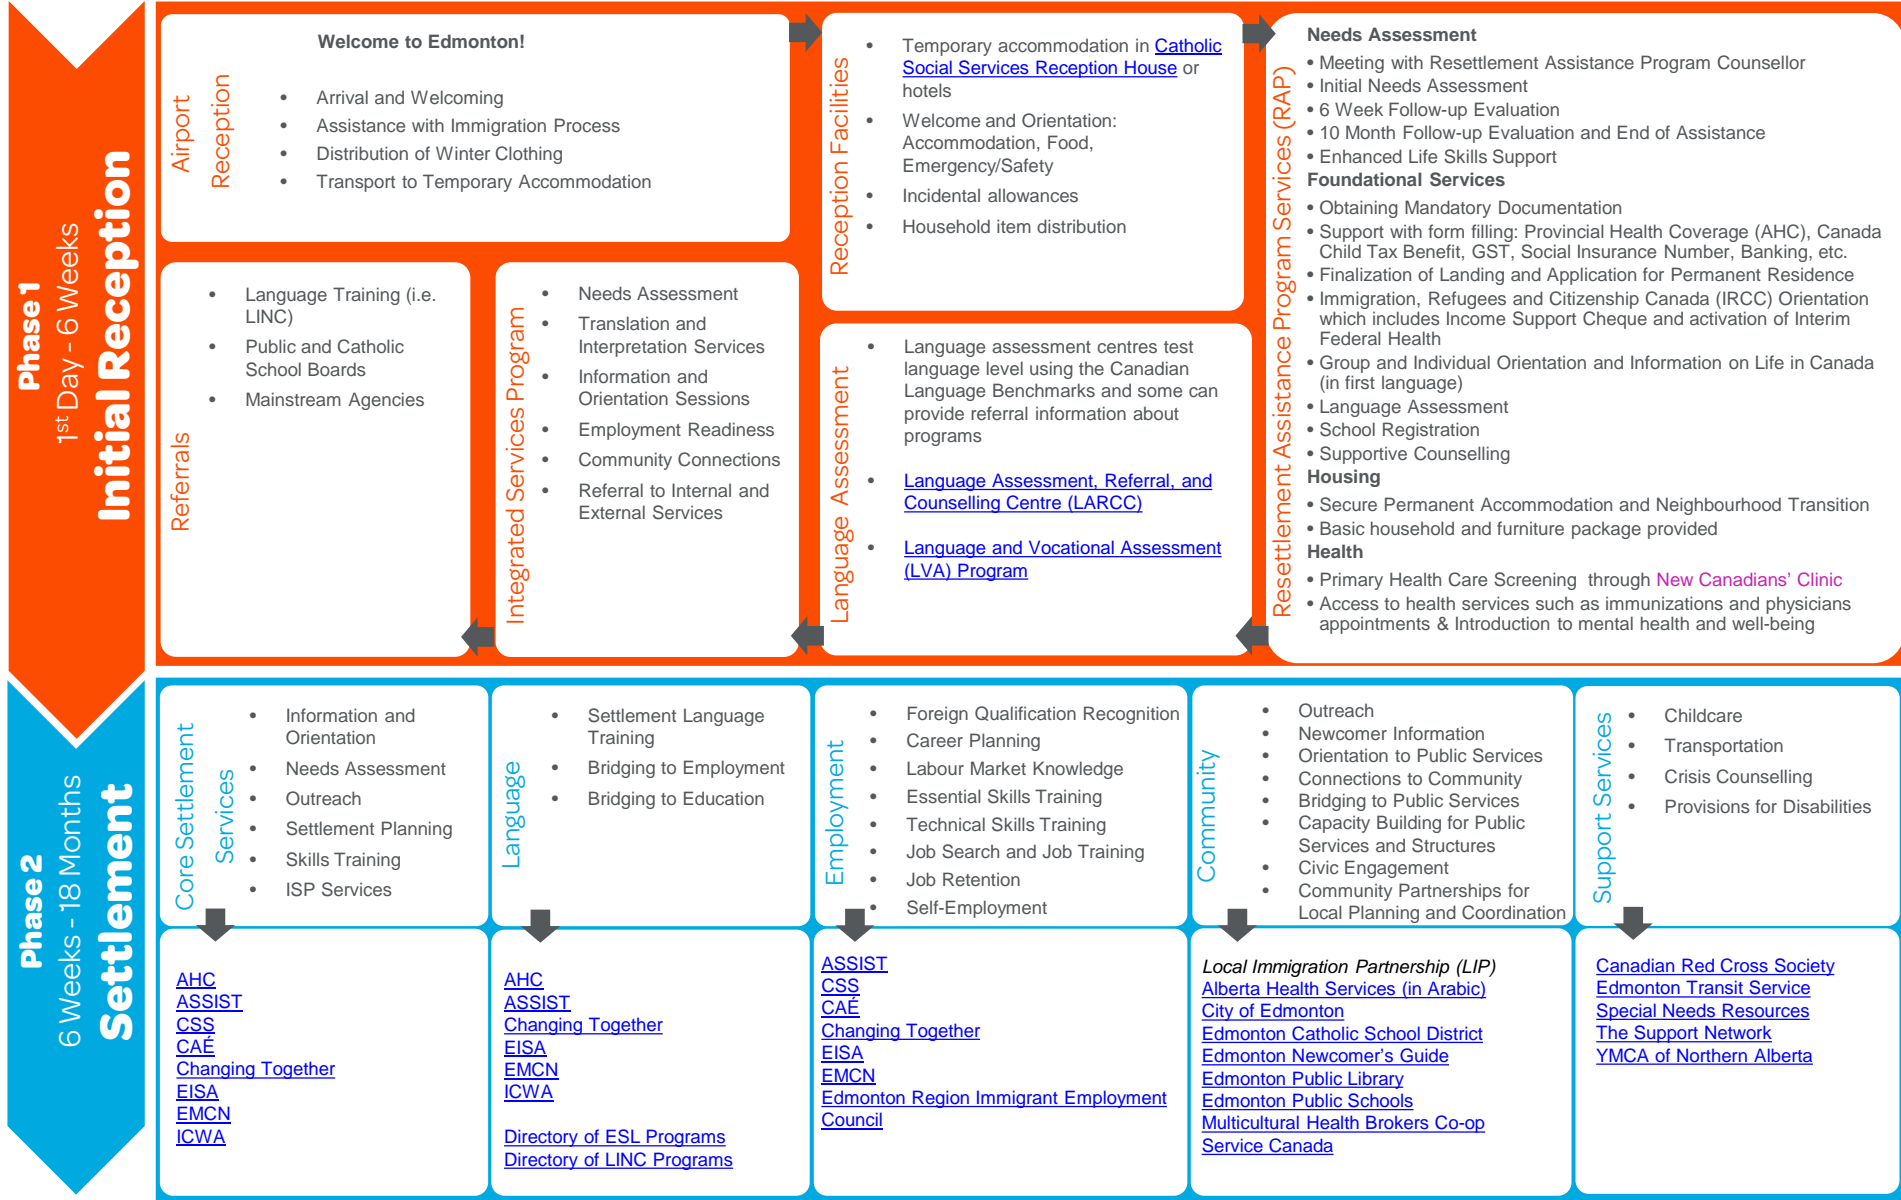 Phase 1
1st Day - 6 Weeks
Initial Reception
Airport
Reception
Welcome to Edmonton!
• Arrival and Welcoming
• Assistance with Immigration Process
• Distribution of Winter Clothing
• Transport to Temporary Accommodation
Reception Facilities
• Temporary accommodation in Catholic
Social Services Reception House or
hotels
• Welcome and Orientation:
Accommodation, Food,
Emergency/Safety
• Incidental allowances
• Household item distribution
Resettlement Assistance Program Services (RAP)
Needs Assessment
• Meeting with Resettlement Assistance Program Counsellor
• Initial Needs Assessment
• 6 Week Follow-up Evaluation
• 10 Month Follow-up Evaluation and End of Assistance
• Enhanced Life Skills Support
Foundational Services
• Obtaining Mandatory Documentation
• Support with form filling: Provincial Health Coverage (AHC), Canada
Child Tax Benefit, GST, Social Insurance Number, Banking, etc.
• Finalization of Landing and Application for Permanent Residence
• Immigration, Refugees and Citizenship Canada (IRCC) Orientation
which includes Income Support Cheque and activation of Interim
Federal Health
• Group and Individual Orientation and Information on Life in Canada
(in first language)
• Language Assessment
• School Registration
• Supportive Counselling
Housing
• Secure Permanent Accommodation and Neighbourhood Transition
• Basic household and furniture package provided
Health
• Primary Health Care Screening through New Canadians' Clinic
• Access to health services such as immunizations and physicians
appointments & Introduction to mental health and well-being
Language Assessment
• Language assessment centres test
language level using the Canadian
Language Benchmarks and some can
provide referral information about
programs
• Language Assessment, Referral, and
Counselling Centre (LARCC)
• Language and Vocational Assessment
(LVA) Program
Integrated Services Program
• Needs Assessment
• Translation and
Interpretation Services
• Information and
Orientation Sessions
• Employment Readiness
• Community Connections
• Referral to Internal and
External Services
Referrals
• Language Training (i.e.
LINC)
• Public and Catholic
School Boards
• Mainstream Agencies
Phase 2
6 Weeks - 18 Months
Settlement
Core Settlement
Services
• Information and
Orientation
• Needs Assessment
• Outreach
• Settlement Planning
• Skills Training
• ISP Services
AHC
ASSIST
CSS
CAÉ
Changing Together
EISA
EMCN
ICWA
Language
• Settlement Language
Training
• Bridging to Employment
• Bridging to Education
AHC
ASSIST
Changing Together
EISA
EMCN
ICWA
Directory of ESL Programs
Directory of LINC Programs
Employment
• Foreign Qualification Recognition
• Career Planning
• Labour Market Knowledge
• Essential Skills Training
• Technical Skills Training
• Job Search and Job Training
• Job Retention
• Self-Employment
ASSIST
CSS
CAÉ
Changing Together
EISA
EMCN
Edmonton Region Immigrant Employment
Council
Community
• Outreach
• Newcomer Information
• Orientation to Public Services
• Connections to Community
• Bridging to Public Services
• Capacity Building for Public
Services and Structures
• Civic Engagement
• Community Partnerships for
Local Planning and Coordination
Local Immigration Partnership (LIP)
Alberta Health Services (in Arabic)
City of Edmonton
Edmonton Catholic School District
Edmonton Newcomer's Guide
Edmonton Public Library
Edmonton Public Schools
Multicultural Health Brokers Co-op
Service Canada
Support Services
• Childcare
• Transportation
• Crisis Counselling
• Provisions for Disabilities
Canadian Red Cross Society
Edmonton Transit Service
Special Needs Resources
The Support Network
YMCA of Northern Alberta